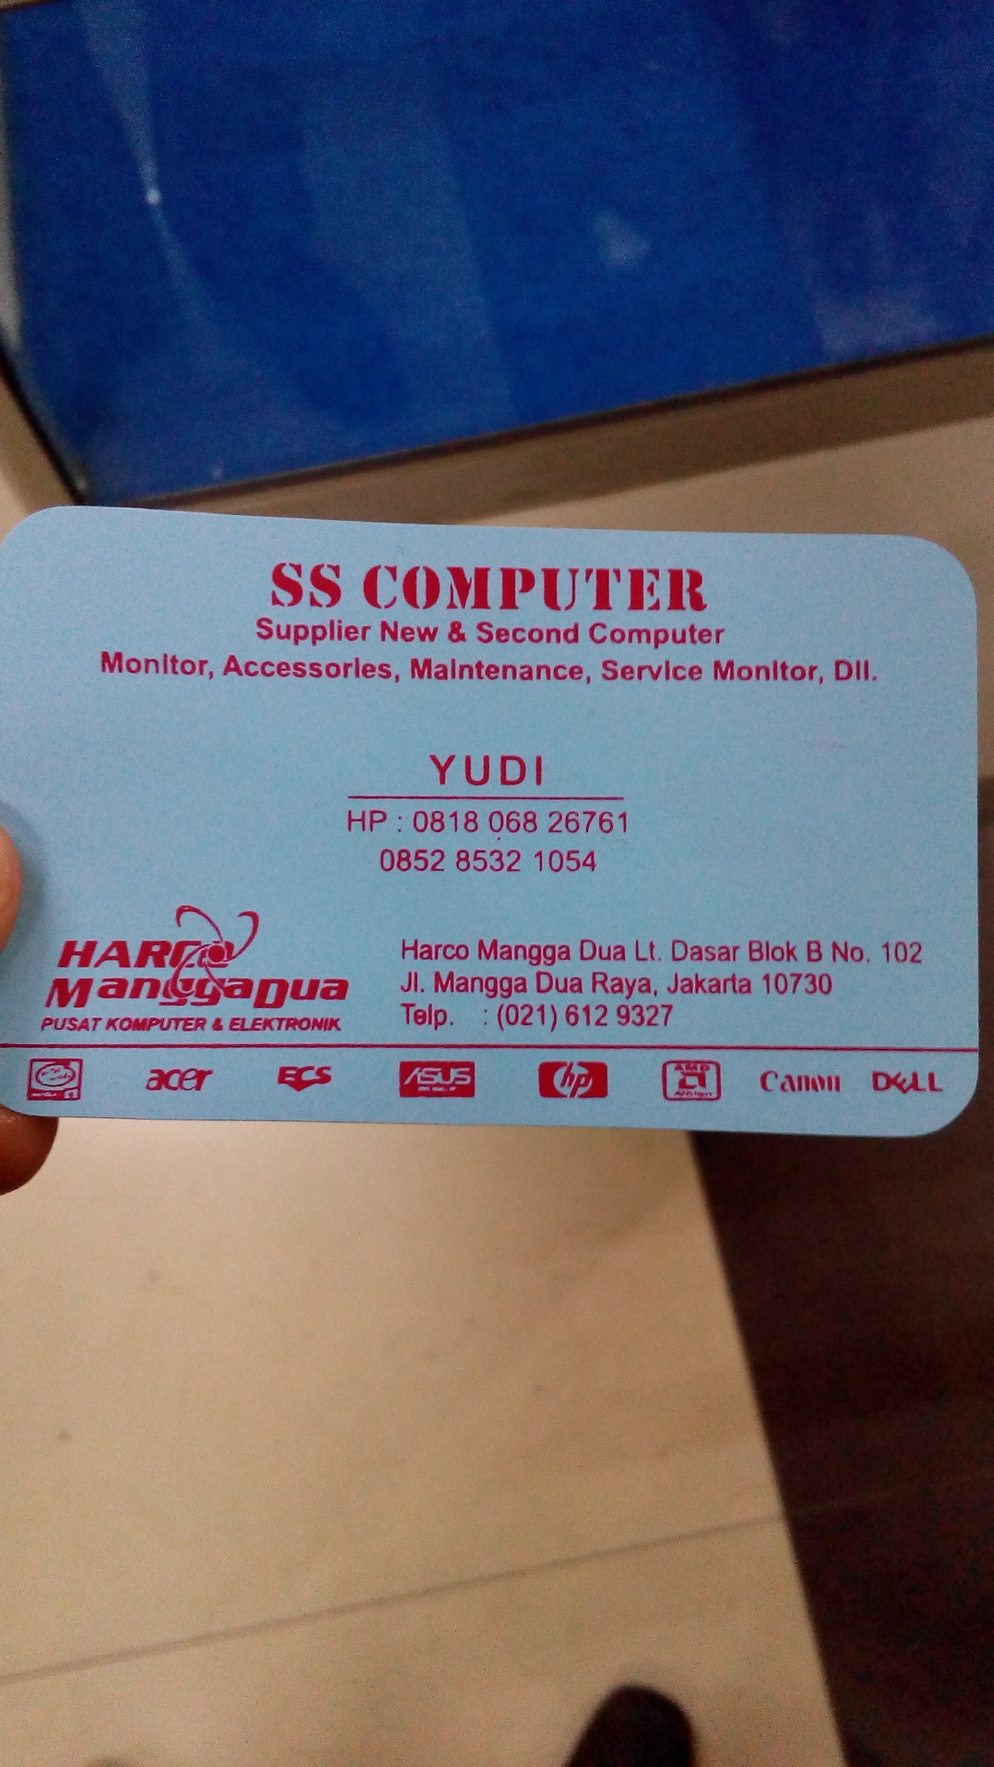 SS COMPUTER
Supplier New & Second Computer
Monitor, Accessories, Maintenance, Service Monitor, Dll.
YUDI
HP : 0818 068 26761
0852 8532 1054
HARCO
ManggaDua
PUSAT KOMPUTER & ELEKTRONIK
Harco Mangga Dua Lt. Dasar Blok B No. 102
Jl. Mangga Dua Raya, Jakarta 10730
Telp. : (021) 612 9327
acer ECS ASUS hp AMD Canon DELL